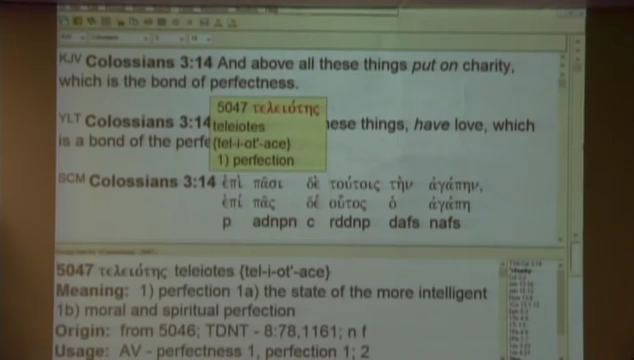 KJV Colossians 3:14 And above all these things put on charity,
which is the bond of perfectness.
5047 τελειότης
teleiotes
{tel-i-ot'-ace}
1) perfection
YLT Colossians 3:14 these things, have love, which
is a bond of the perfe
SCM Colossians 3:14 ἐπὶ πᾶσι δὲ τούτοις τὴν ἀγάπην,
ἐπί πᾶς δέ οὗτος ὁ ἀγάπη
p adnpn c rddnp dafs nafs
5047 τελειότης teleiotes {tel-i-ot'-ace}
Meaning: 1) perfection 1a) the state of the more intelligent
1b) moral and spiritual perfection
Origin: from 5046; TDNT - 8:78,1161; n f
Usage: AV - perfectness 1, perfection 1; 2